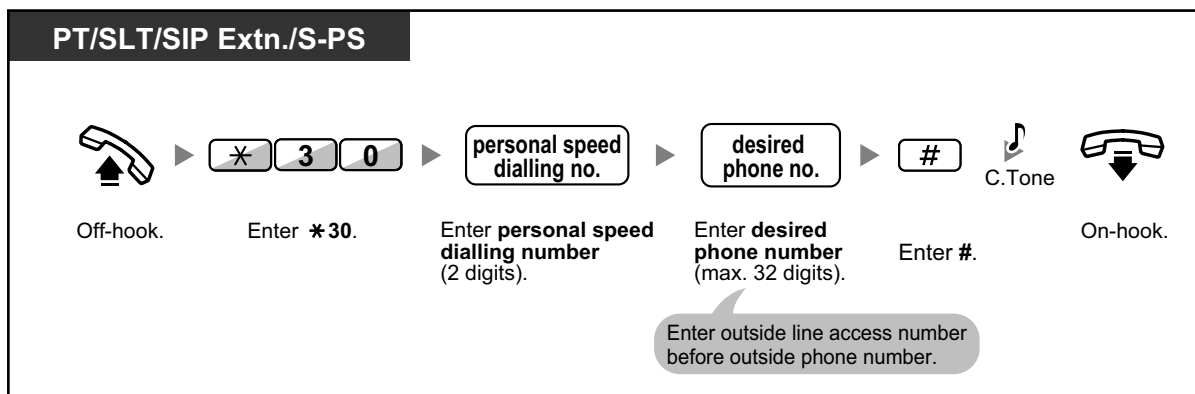 PT/SLT/SIP Extn./S-PS
✳ 3 0
personal speed
dialling no.
desired
phone no.
#
C.Tone
Off-hook.
Enter ✳30.
Enter personal speed
dialling number
(2 digits).
Enter desired
phone number
(max. 32 digits).
Enter #.
On-hook.
Enter outside line access number
before outside phone number.